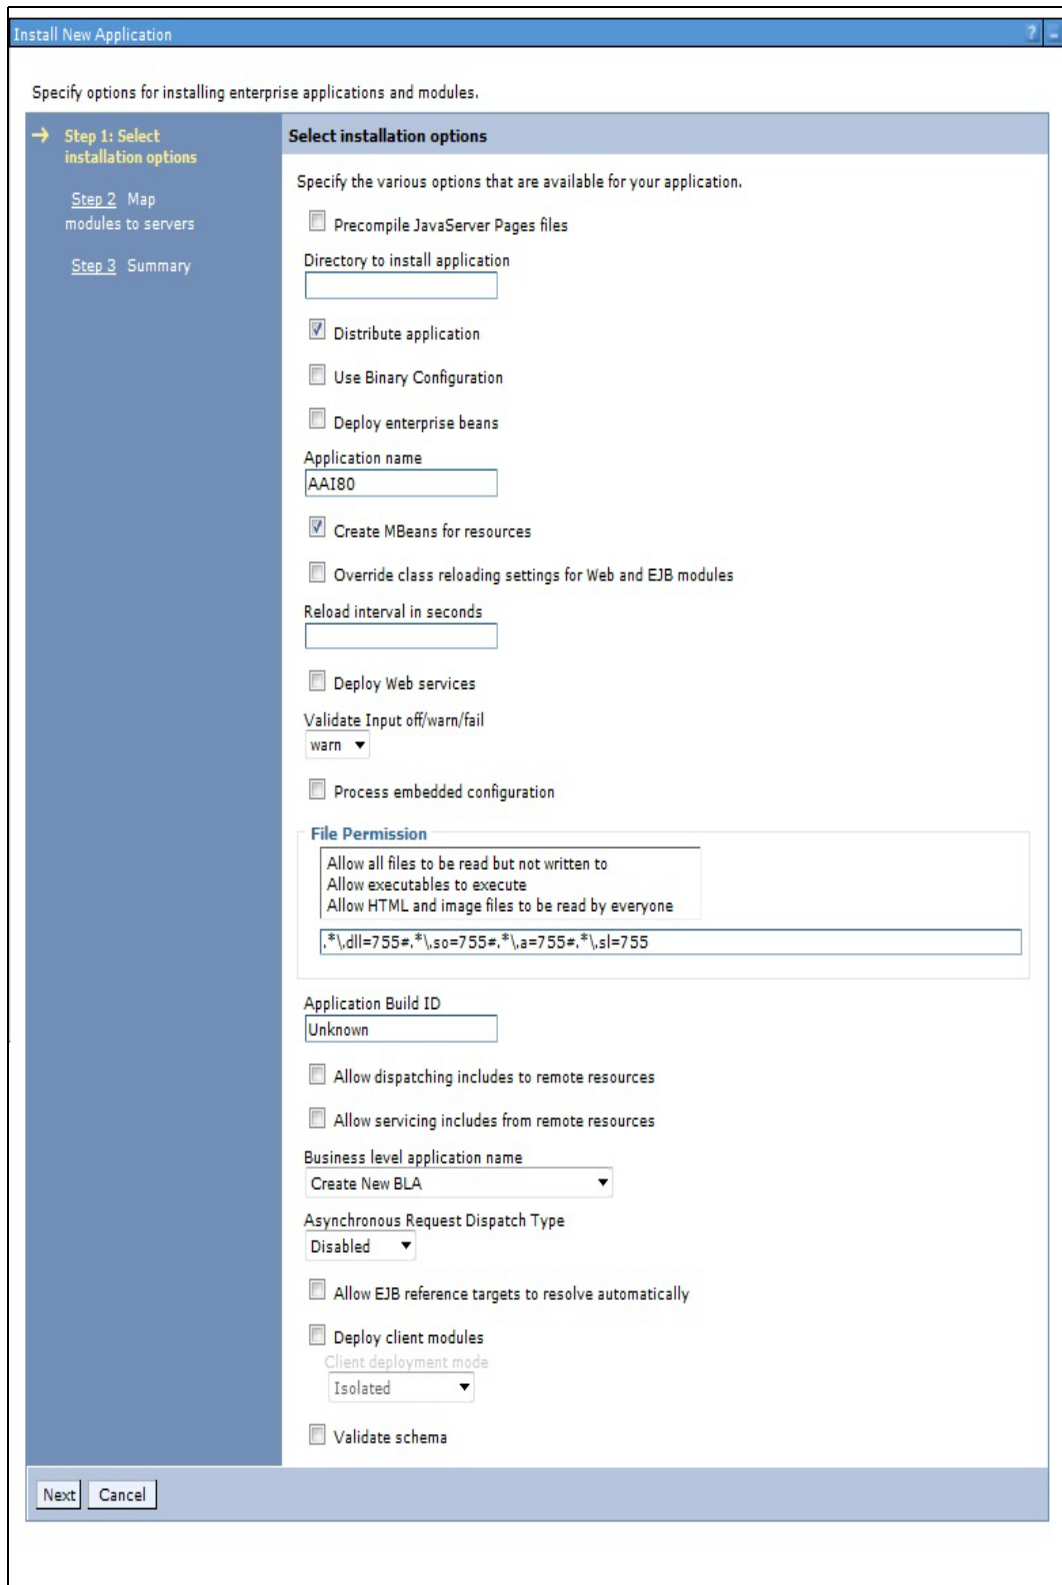 Install New Application
?
Specify options for installing enterprise applications and modules.
Step 1: Select
installation options
Step 2 Map
modules to servers
Step 3 Summary
Select installation options
Specify the various options that are available for your application.
Precompile JavaServer Pages files
Directory to install application
Distribute application
Use Binary Configuration
Deploy enterprise beans
Application name
AAI80
Create MBeans for resources
Override class reloading settings for Web and EJB modules
Reload interval in seconds
Deploy Web services
Validate Input off/warn/fail
warn
Process embedded configuration
File Permission
Allow all files to be read but not written to
Allow executables to execute
Allow HTML and image files to be read by everyone
.*\.dll=755#.*\.so=755#.*\.a=755#.*\.sl=755
Application Build ID
Unknown
Allow dispatching includes to remote resources
Allow servicing includes from remote resources
Business level application name
Create New BLA
Asynchronous Request Dispatch Type
Disabled
Allow EJB reference targets to resolve automatically
Deploy client modules
Client deployment mode
Isolated
Validate schema
Next Cancel